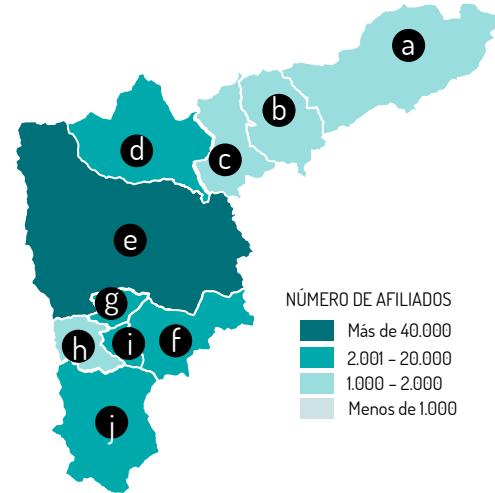 a
b
c
d
e
g
h
i
f
j
NÚMERO DE AFILIADOS
Más de 40.000
2.001 – 20.000
1.000 – 2.000
Menos de 1.000